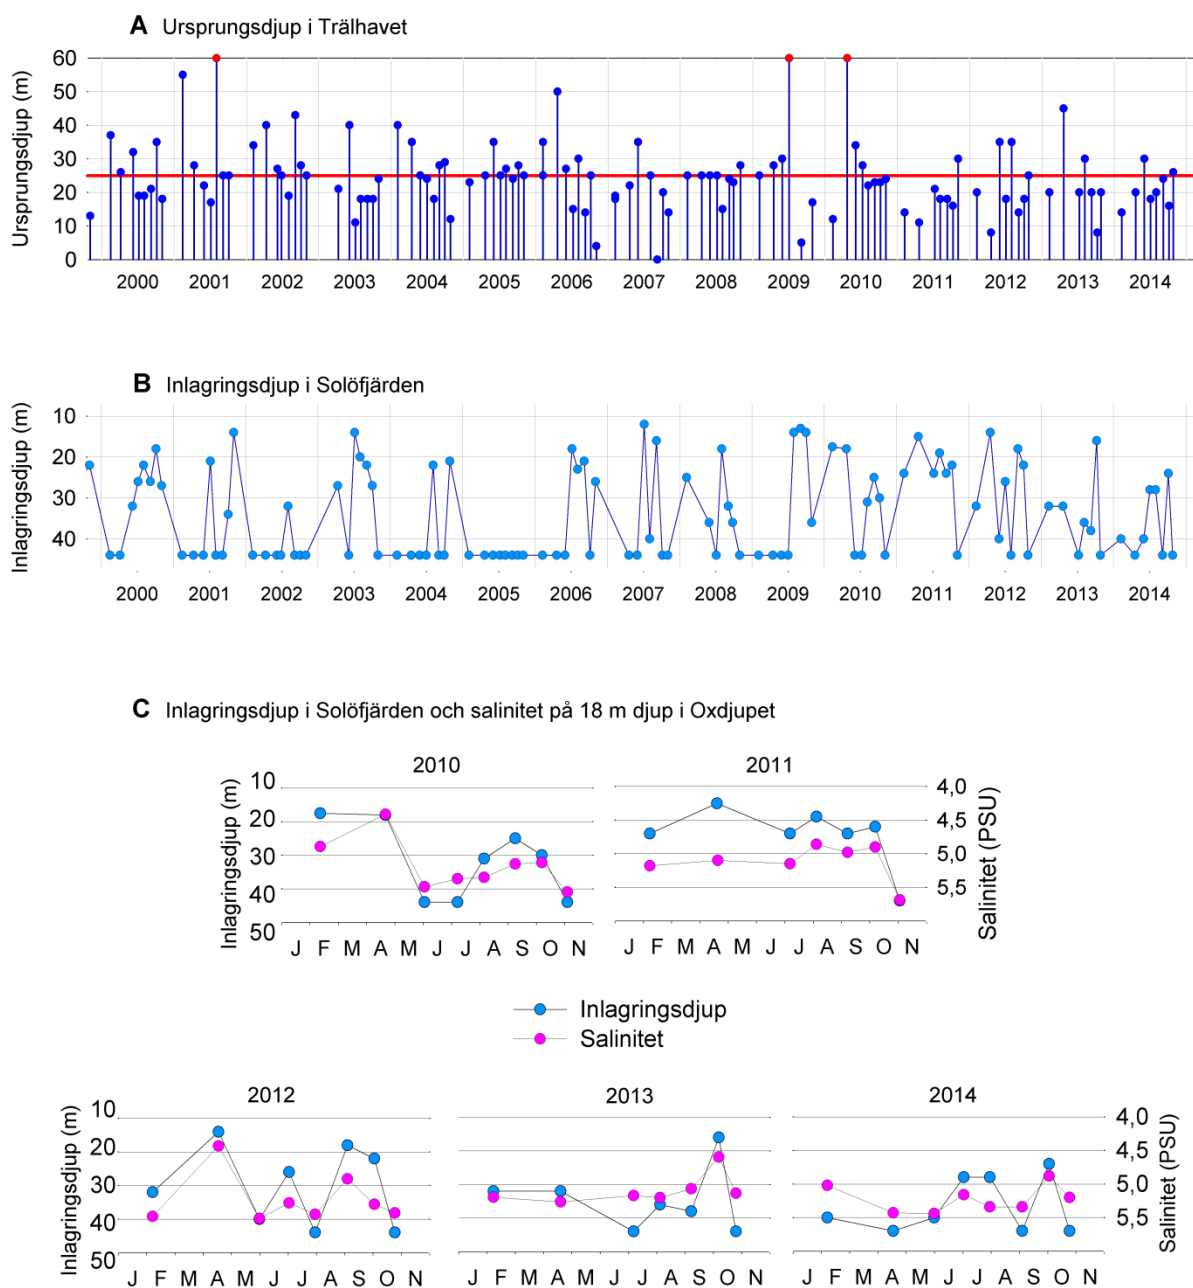 A Ursprungsdjup i Trälhavet
Ursprungsdjup (m)
60
50
40
30
20
10
0
2000 2001 2002 2003 2004 2005 2006 2007 2008 2009 2010 2011 2012 2013 2014
B Inlagringsdjup i Solöfjärden
Inlagringsdjup (m)
10
20
30
40
2000 2001 2002 2003 2004 2005 2006 2007 2008 2009 2010 2011 2012 2013 2014
C Inlagringsdjup i Solöfjärden och salinitet på 18 m djup i Oxdjupet
2010 2011
Inlagringsdjup (m)
10
20
30
40
50
4,0
4,5
5,0
5,5
Salinitet (PSU)
J F M A M J J A S O N J F M A M J J A S O N
Inlagringsdjup
Salinitet
2012 2013 2014
Inlagringsdjup (m)
10
20
30
40
50
4,0
4,5
5,0
5,5
Salinitet (PSU)
J F M A M J J A S O N J F M A M J J A S O N J F M A M J J A S O N